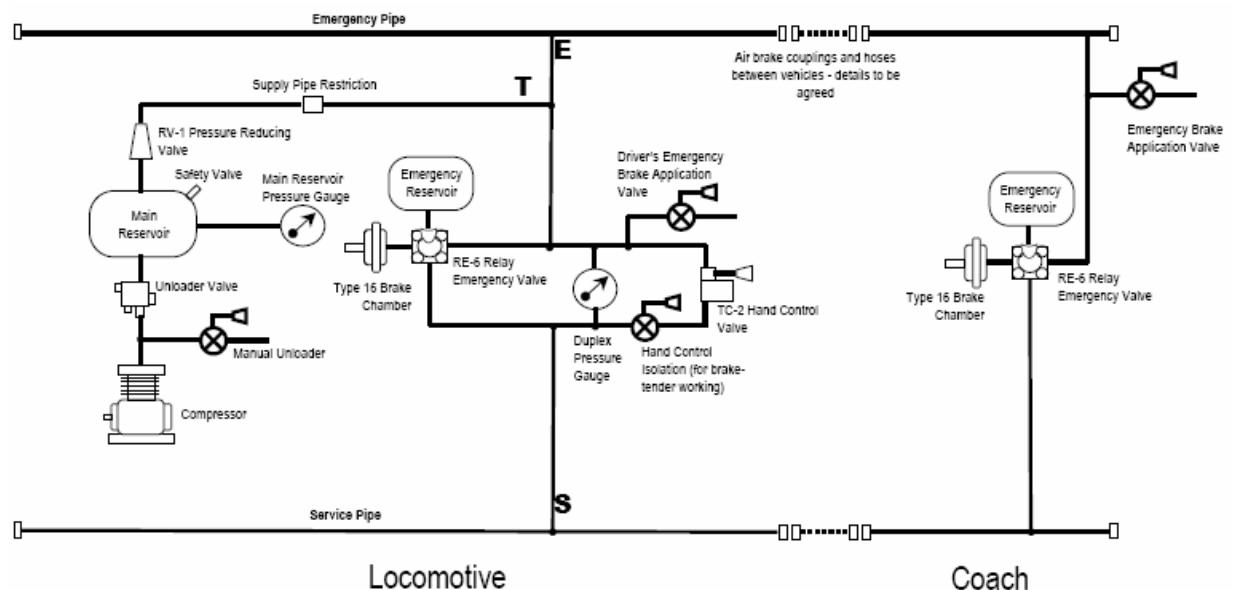 Emergency Pipe
E
Air brake couplings and hoses
between vehicles - details to be
agreed
T
Supply Pipe Restriction
RV-1 Pressure Reducing
Valve
Safety Valve
Main Reservoir
Pressure Gauge
Main
Reservoir
Emergency
Reservoir
Driver's Emergency
Brake Application
Valve
Emergency Brake
Application Valve
Emergency
Reservoir
Unloader Valve
Type 16 Brake
Chamber
RE-6 Relay
Emergency Valve
TC-2 Hand Control
Valve
Type 16 Brake
Chamber
RE-6 Relay
Emergency Valve
Manual Unloader
Duplex
Pressure
Gauge
Hand Control
Isolation (for brake-
tender working)
Compressor
S
Service Pipe
Locomotive
Coach